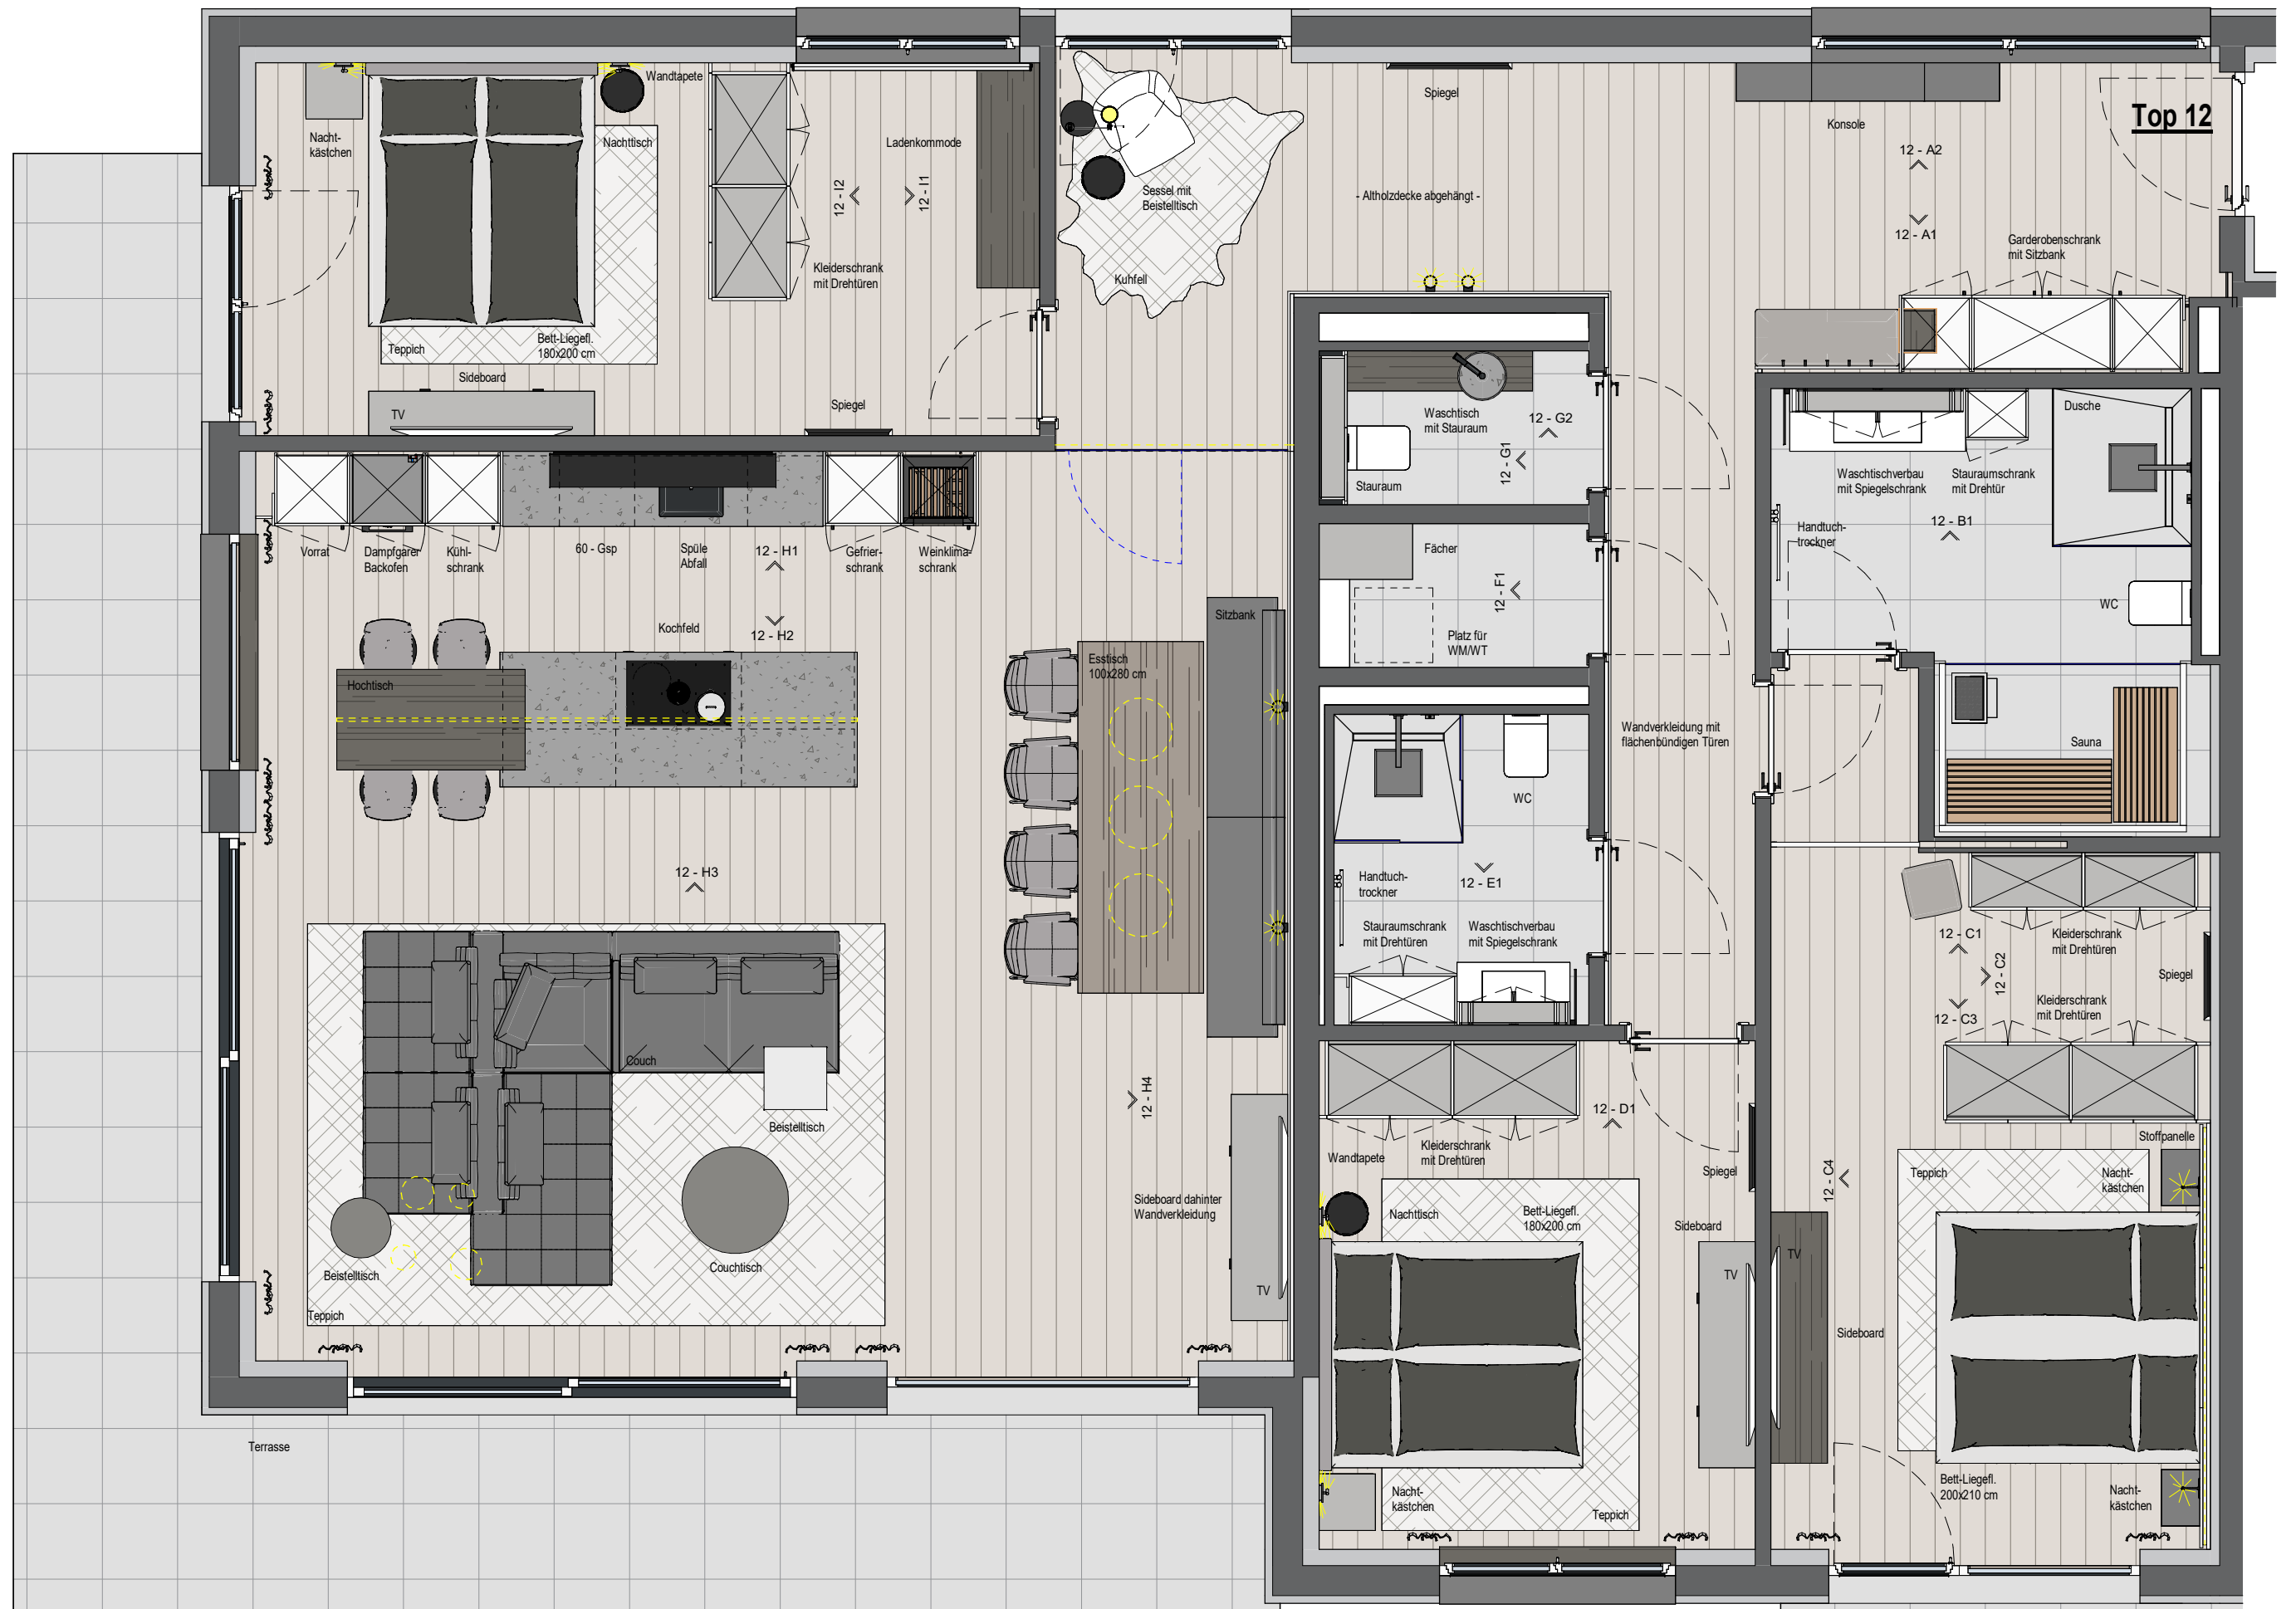 Top 12
Wandtapete
Nacht-
kästchen
Nachttisch
Ladenkommode
12 - I2
12 - I1
Kleiderschrank
mit Drehtüren
Teppich
Bett-Liegefl.
180x200 cm
Sideboard
TV
Spiegel
Sessel mit
Beistelltisch
Kuhfell
Spiegel
- Altholzdecke abgehängt -
Konsole
12 - A2
12 - A1
Garderobenschrank
mit Sitzbank
Waschtisch
mit Stauraum
12 - G2
12 - G1
Stauraum
Dusche
Waschtischverbau
mit Spiegelschrank
Stauraumschrank
mit Drehtür
12 - B1
Handtuch-
trockner
WC
Sauna
Vorrat
Dampfgarer
Backofen
Kühl-
schrank
60 - Gsp
Spüle
Abfall
12 - H1
Gefrier-
schrank
Weinklima-
schrank
Fächer
12 - F1
Platz für
WM/WT
Kochfeld
12 - H2
Sitzbank
Hochtisch
Esstisch
100x280 cm
Wandverkleidung mit
flächenbündigen Türen
WC
12 - H3
Handtuch-
trockner
12 - E1
Stauraumschrank
mit Drehtüren
Waschtischverbau
mit Spiegelschrank
12 - C1
12 - C2
12 - C3
Kleiderschrank
mit Drehtüren
Spiegel
Kleiderschrank
mit Drehtüren
Couch
Beistelltisch
12 - H4
Sideboard dahinter
Wandverkleidung
Couchtisch
Beistelltisch
Teppich
TV
12 - D1
Kleiderschrank
mit Drehtüren
Wandtapete
Spiegel
Nachttisch
Bett-Liegefl.
180x200 cm
Sideboard
TV
Nacht-
kästchen
Teppich
Stoffpanelle
12 - C4
Teppich
Nacht-
kästchen
TV
Sideboard
Bett-Liegefl.
200x210 cm
Nacht-
kästchen
Terrasse